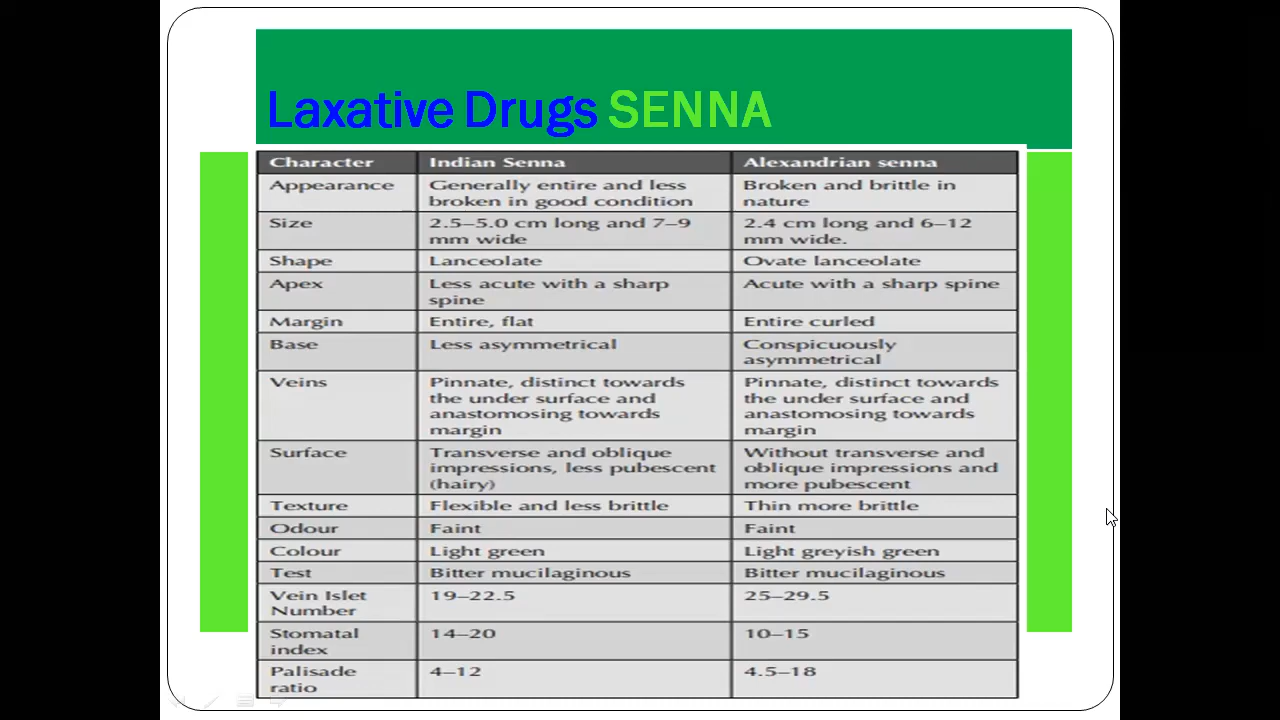 Laxative Drugs SENNA
Character Indian Senna Alexandrian senna
Appearance Generally entire and less Broken and brittle in
broken in good condition nature
Size 2.5–5.0 cm long and 7–9 2.4 cm long and 6–12
mm wide mm wide.
Shape Lanceolate Ovate lanceolate
Apex Less acute with a sharp Acute with a sharp spine
spine
Margin Entire, flat Entire curled
Base Less asymmetrical Conspicuously
asymmetrical
Veins Pinnate, distinct towards Pinnate, distinct towards
the under surface and the under surface and
anastomosing towards anastomosing towards
margin margin
Surface Transverse and oblique Without transverse and
impressions, less pubescent oblique impressions and
(hairy) more pubescent
Texture Flexible and less brittle Thin more brittle
Odour Faint Faint
Colour Light green Light greyish green
Test Bitter mucilaginous Bitter mucilaginous
Vein Islet 19–22.5 25–29.5
Number
Stomatal 14–20 10–15
index
Palisade 4–12 4.5–18
ratio